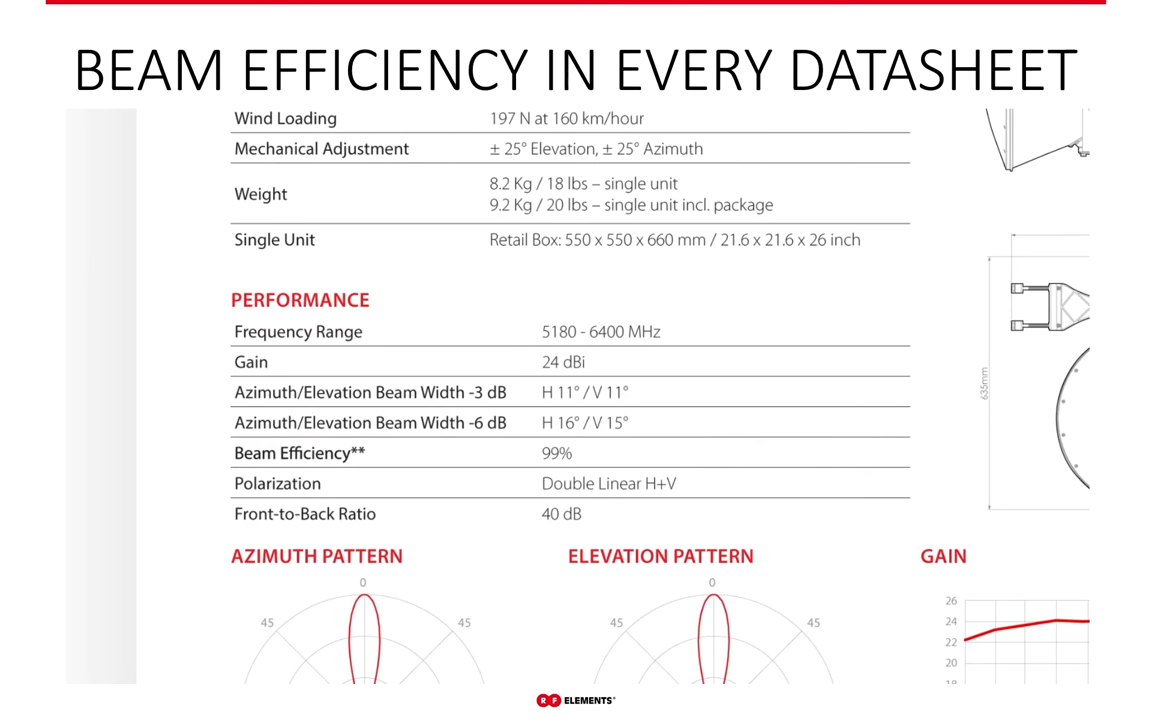 BEAM EFFICIENCY IN EVERY DATASHEET
Wind Loading 197 N at 160 km/hour
Mechanical Adjustment ± 25° Elevation, ± 25° Azimuth
Weight 8.2 Kg / 18 lbs – single unit
9.2 Kg / 20 lbs – single unit incl. package
Single Unit Retail Box: 550 x 550 x 660 mm / 21.6 x 21.6 x 26 inch
PERFORMANCE
Frequency Range 5180 - 6400 MHz
Gain 24 dBi
Azimuth/Elevation Beam Width -3 dB H 11° / V 11°
Azimuth/Elevation Beam Width -6 dB H 16° / V 15°
Beam Efficiency** 99%
Polarization Double Linear H+V
Front-to-Back Ratio 40 dB
635mm
AZIMUTH PATTERN ELEVATION PATTERN GAIN
0 0
45 45 45 45
26
24
22
20
RF ELEMENTS®